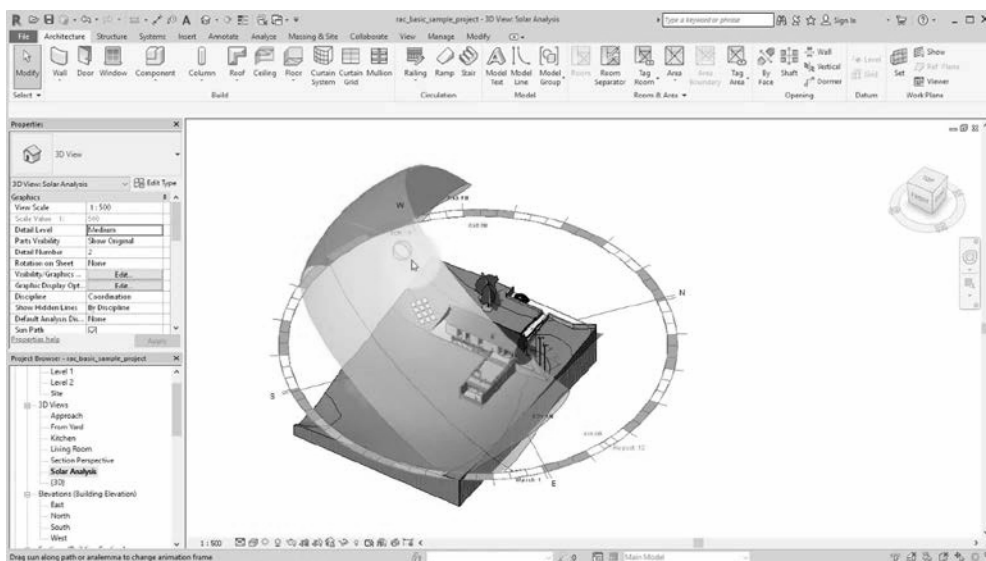 rac_basic_sample_project - 3D View: Solar Analysis
Type a keyword or phrase
Sign In
File Architecture Structure Systems Insert Annotate Analyze Massing & Site Collaborate View Manage Modify
Modify
Wall Door Window Component Column Roof Ceiling Floor Curtain System Curtain Grid Mullion
Railing Ramp Stair
Model Text Model Line Model Group
Room Room Separator Tag Room Area Area Boundary Tag Area
By Face Shaft Wall Vertical Dormer
Level Grid
Set Show Ref Plane Viewer
Select Build Circulation Model Room & Area Opening Datum Work Plane
Properties
3D View
3D View: Solar Analysis Edit Type
Graphics
View Scale 1 : 500
Scale Value 1: 500
Detail Level Medium
Parts Visibility Show Original
Detail Number 2
Rotation on Sheet None
Visibility/Graphics ... Edit...
Graphic Display Opt... Edit...
Discipline Coordination
Show Hidden Lines By Discipline
Default Analysis Dis... None
Sun Path
Properties help Apply
Project Browser - rac_basic_sample_project
Level 1
Level 2
Site
3D Views
Approach
From Yard
Kitchen
Living Room
Section Perspective
Solar Analysis
{3D}
Elevations (Building Elevation)
East
North
South
West
W
N
S
E
1 : 500
Drag sun along path or analemma to change animation frame
:0
Main Model